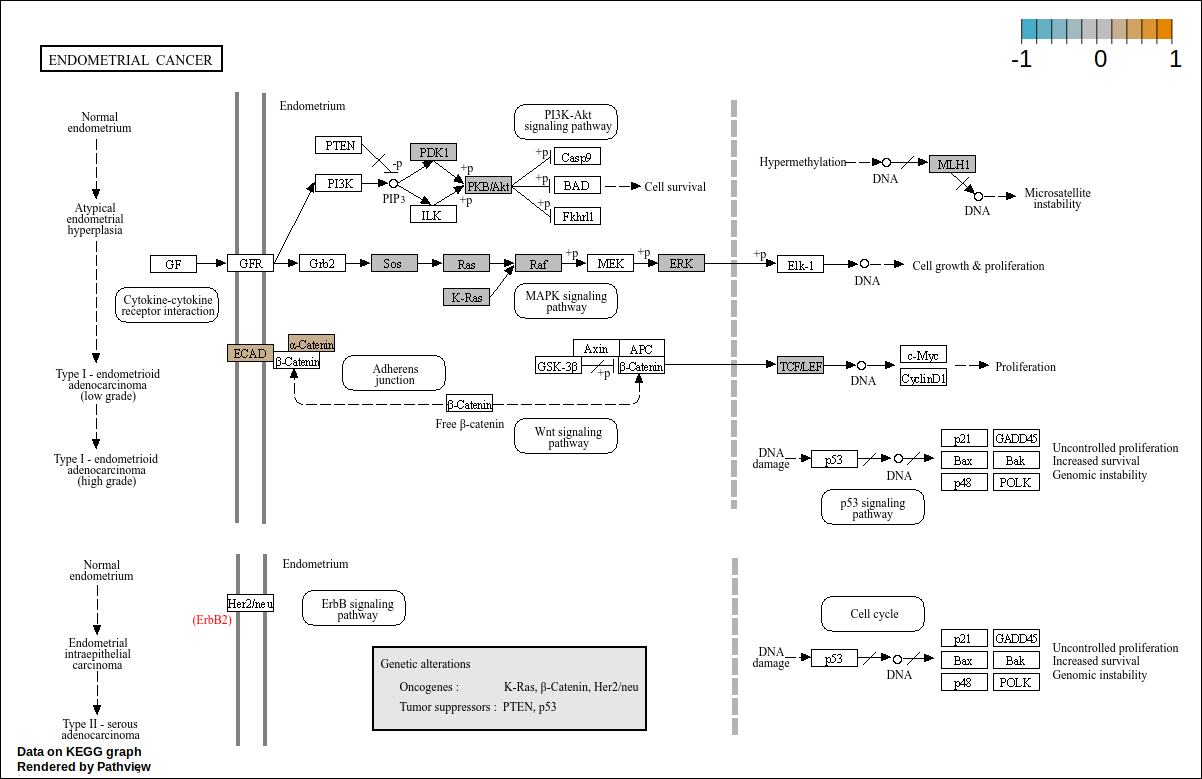 -1 0 1
ENDOMETRIAL CANCER
Normal
endometrium
Atypical
endometrial
hyperplasia
Type I - endometrioid
adenocarcinoma
(low grade)
Type I - endometrioid
adenocarcinoma
(high grade)
Endometrium
PI3K-Akt
signaling pathway
PTEN
PDK1
-p
+p
+p
Casp9
PI3K
PIP3
PKB/Akt
+p
BAD
Cell survival
ILK
+p
+p
Fkhrl1
Hypermethylation
DNA
MLH1
DNA
Microsatellite
instability
GF
GFR
Grb2
Sos
Ras
Raf
+p
MEK
+p
ERK
+p
Elk-1
DNA
Cell growth & proliferation
K-Ras
Cytokine-cytokine
receptor interaction
MAPK signaling
pathway
ECAD
α-Catenin
β-Catenin
Adherens
junction
Axin
APC
GSK-3β
+p
β-Catenin
TCF/LEF
DNA
c-Myc
CyclinD1
Proliferation
β-Catenin
Free β-catenin
Wnt signaling
pathway
DNA
damage
p53
DNA
p21
GADD45
Bax
Bak
p48
POLK
Uncontrolled proliferation
Increased survival
Genomic instability
p53 signaling
pathway
Normal
endometrium
Endometrial
intraepithelial
carcinoma
Type II - serous
adenocarcinoma
Endometrium
Her2/neu
(ErbB2)
ErbB signaling
pathway
Cell cycle
DNA
damage
p53
DNA
p21
GADD45
Bax
Bak
p48
POLK
Uncontrolled proliferation
Increased survival
Genomic instability
Genetic alterations
Oncogenes : K-Ras, β-Catenin, Her2/neu
Tumor suppressors : PTEN, p53
Data on KEGG graph
Rendered by Pathview